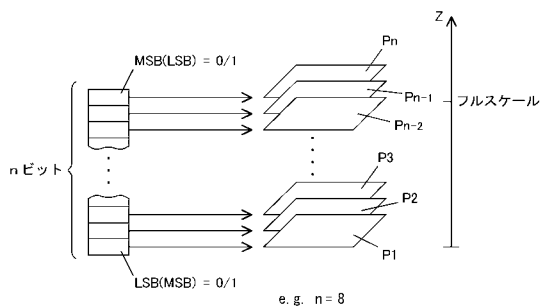 Z
Pn
MSB(LSB) = 0/1
Pn-1
フルスケール
Pn-2
nビット
P3
P2
P1
LSB(MSB) = 0/1
e.g. n = 8